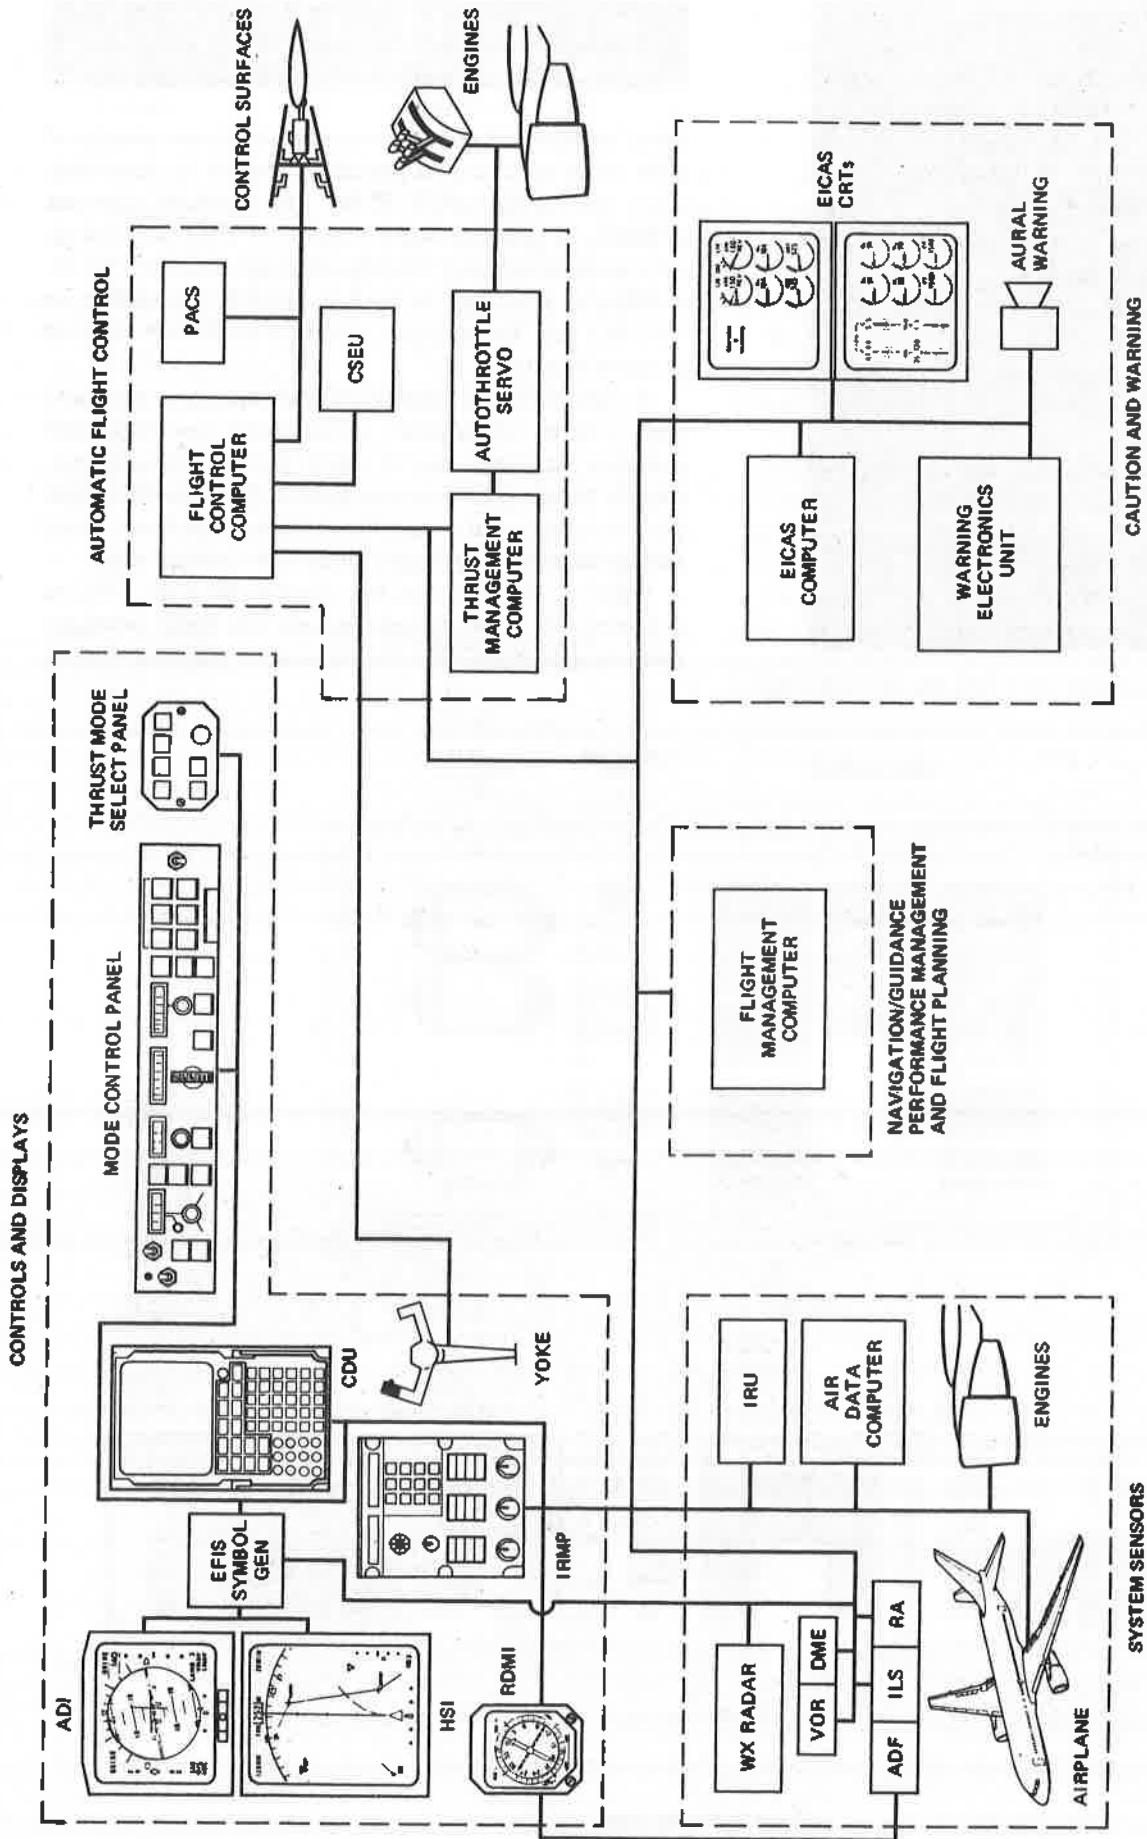 CONTROLS AND DISPLAYS
ADI
HSI
RDMI
EFIS
SYMBOL
GEN
CDU
IRMP
YOKE
MODE CONTROL PANEL
THRUST MODE
SELECT PANEL
AUTOMATIC FLIGHT CONTROL
FLIGHT
CONTROL
COMPUTER
PACS
CSEU
THRUST
MANAGEMENT
COMPUTER
AUTOTHROTTLE
SERVO
CONTROL SURFACES
ENGINES
SYSTEM SENSORS
WX RADAR
VOR
DME
ADF
ILS
RA
IRU
AIR
DATA
COMPUTER
ENGINES
AIRPLANE
FLIGHT
MANAGEMENT
COMPUTER
NAVIGATION/GUIDANCE
PERFORMANCE MANAGEMENT
AND FLIGHT PLANNING
EICAS
COMPUTER
WARNING
ELECTRONICS
UNIT
EICAS
CRTs
AURAL
WARNING
CAUTION AND WARNING